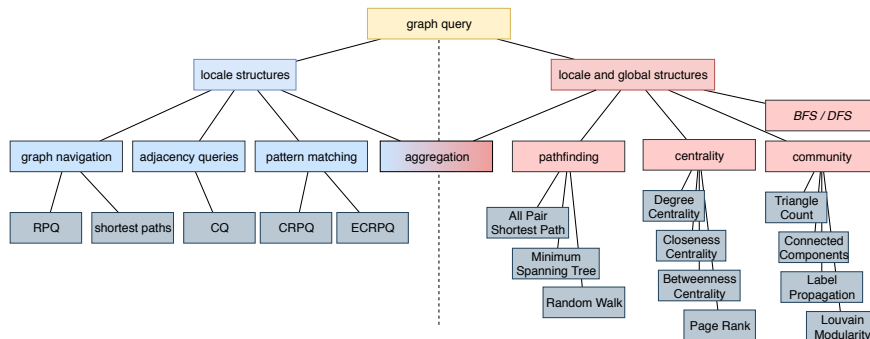 graph query
locale structures
locale and global structures
BFS / DFS
graph navigation
adjacency queries
pattern matching
aggregation
pathfinding
centrality
community
RPQ
shortest paths
CQ
CRPQ
ECRPQ
All Pair
Shortest Path
Minimum
Spanning Tree
Random Walk
Degree
Centrality
Closeness
Centrality
Betweenness
Centrality
Page Rank
Triangle
Count
Connected
Components
Label
Propagation
Louvain
Modularity